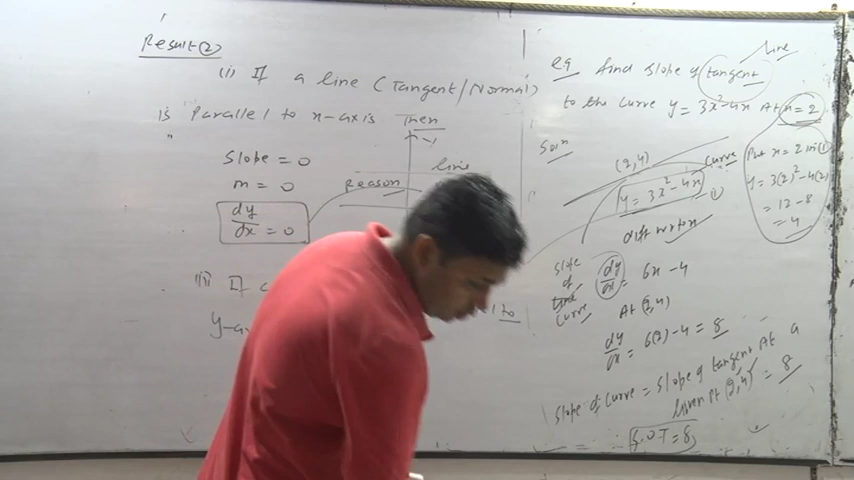 Result(2)
(i) If a line (Tangent/Normal)
is Parallel to x-axis Then
Slope = 0
m = 0
dy/dx = 0
Reason
line
(ii) If
to
y-a
eg find slope of tangent
line
to the curve y = 3x²-4x At x=2
Soln
(2,4)
curve
y = 3x²-4x
(1)
diff w.r.to x
Slope of curve
dy/dx = 6x - 4
At (2,4)
dy/dx = 6(2)-4 = 8
Slope of curve = slope of tangent At a
given Pt (2,4) = 8
S.O.T = 8
Put x = 2 in (1)
y = 3(2)²-4(2)
= 12 - 8
= 4